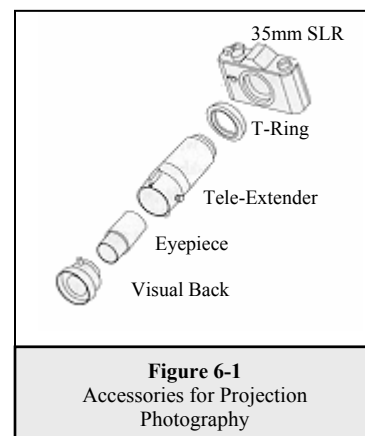 35mm SLR
T-Ring
Tele-Extender
Eyepiece
Visual Back
Figure 6-1
Accessories for Projection
Photography